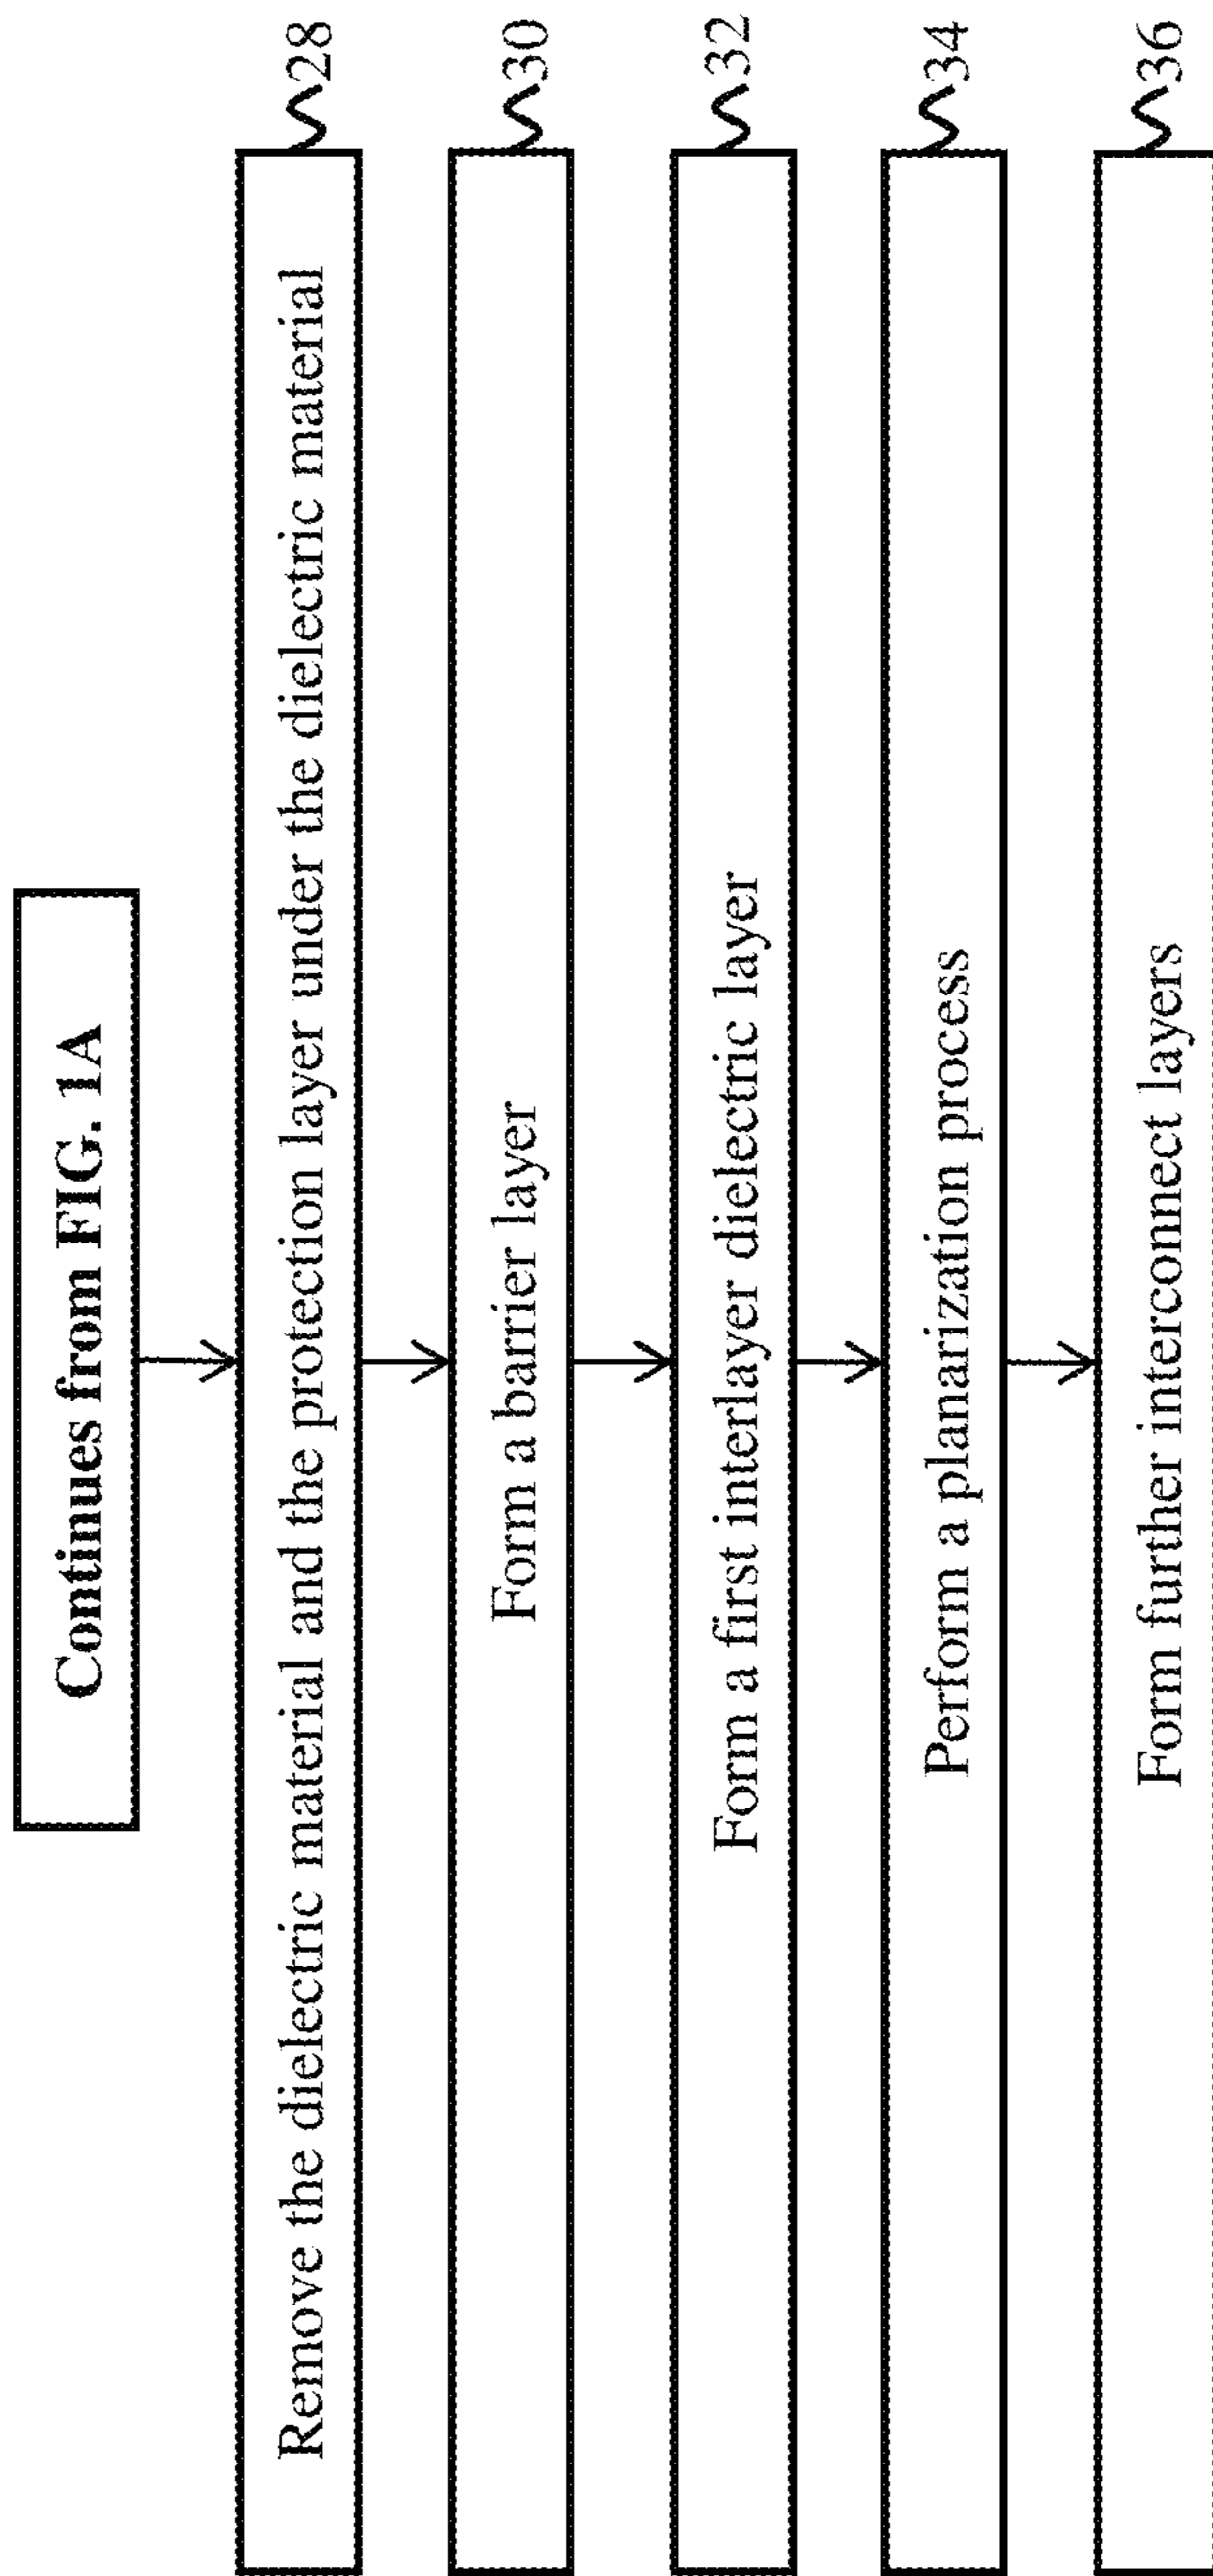 Continues from FIG. 1A
Remove the dielectric material and the protection layer under the dielectric material
28
Form a barrier layer
30
Form a first interlayer dielectric layer
32
Perform a planarization process
34
Form further interconnect layers
36